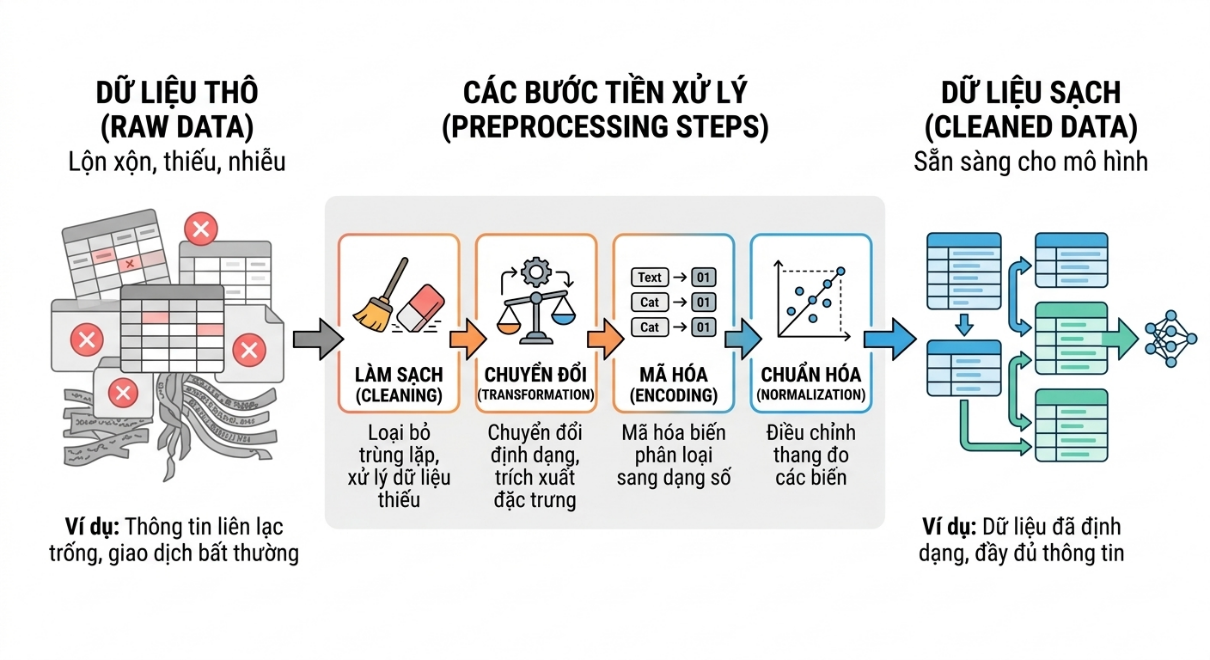 DỮ LIỆU THÔ
(RAW DATA)
Lộn xộn, thiếu, nhiễu
Ví dụ: Thông tin liên lạc
trống, giao dịch bất thường
CÁC BƯỚC TIỀN XỬ LÝ
(PREPROCESSING STEPS)
LÀM SẠCH
(CLEANING)
Loại bỏ
trùng lặp,
xử lý dữ liệu
thiếu
CHUYỂN ĐỔI
(TRANSFORMATION)
Chuyển đổi
định dạng,
trích xuất
đặc trưng
Text → 01
Cat → 01
Cat → 01
MÃ HÓA
(ENCODING)
Mã hóa biến
phân loại
sang dạng số
CHUẨN HÓA
(NORMALIZATION)
Điều chỉnh
thang đo
các biến
DỮ LIỆU SẠCH
(CLEANED DATA)
Sẵn sàng cho mô hình
Ví dụ: Dữ liệu đã định
dạng, đầy đủ thông tin